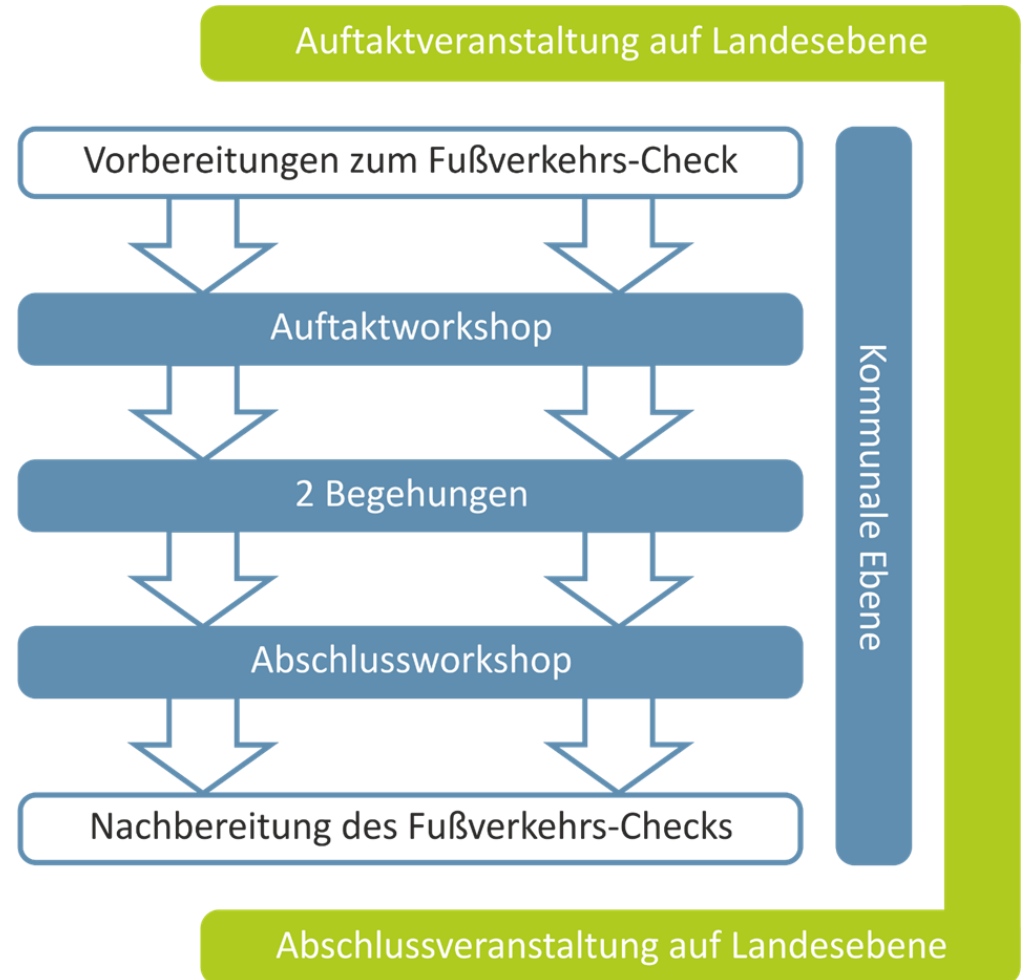 Auftaktveranstaltung auf Landesebene
Vorbereitungen zum Fußverkehrs-Check
Auftaktworkshop
2 Begehungen
Abschlussworkshop
Nachbereitung des Fußverkehrs-Checks
Kommunale Ebene
Abschlussveranstaltung auf Landesebene